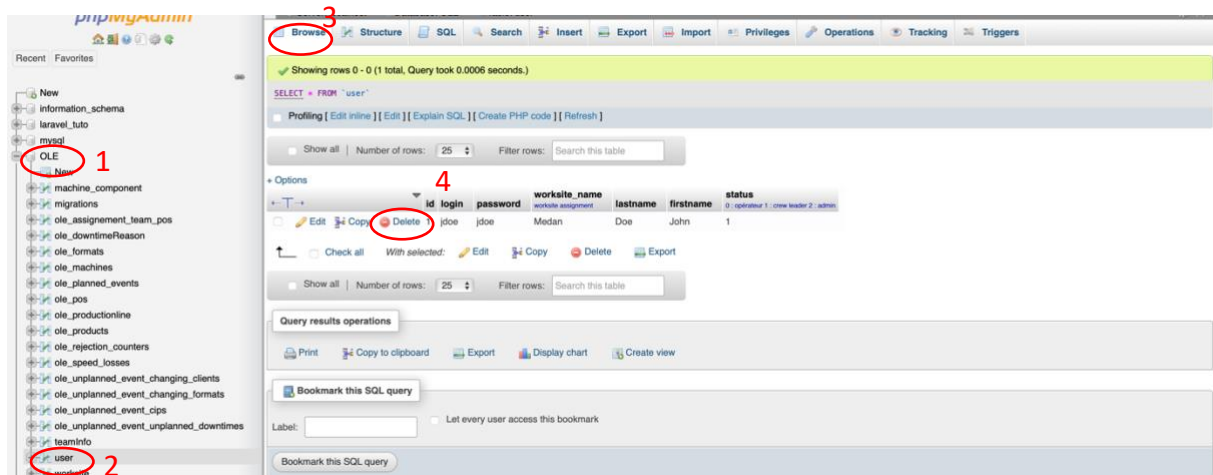 phpMyAdmin
Recent Favorites
New
information_schema
laravel_tuto
mysql
OLE
1
New
machine_component
migrations
ole_assignement_team_pos
ole_downtimeReason
ole_formats
ole_machines
ole_planned_events
ole_pos
ole_productionline
ole_products
ole_rejection_counters
ole_speed_losses
ole_unplanned_event_changing_clients
ole_unplanned_event_changing_formats
ole_unplanned_event_cips
ole_unplanned_event_unplanned_downtimes
teamInfo
user
2
worksite
3
Browse Structure SQL Search Insert Export Import Privileges Operations Tracking Triggers
Showing rows 0 - 0 (1 total, Query took 0.0006 seconds.)
SELECT * FROM `user`
Profiling [ Edit inline ] [ Edit ] [ Explain SQL ] [ Create PHP code ] [ Refresh ]
Show all | Number of rows: 25 Filter rows: Search this table
+ Options
4
←T→ id login password worksite_name lastname firstname status
worksite assignment 0 : opérateur 1 : crew leader 2 : admin
Edit Copy Delete 1 jdoe jdoe Medan Doe John 1
Check all With selected: Edit Copy Delete Export
Show all | Number of rows: 25 Filter rows: Search this table
Query results operations
Print Copy to clipboard Export Display chart Create view
Bookmark this SQL query
Label: Let every user access this bookmark
Bookmark this SQL query